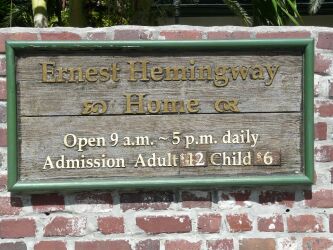 Ernest Hemingway
Home
Open 9 a.m. ~ 5 p.m. daily
Admission Adult $12 Child $6